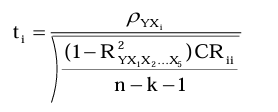 t_i = ρ_{YX_i} / √( (1 − R²_{YX_1X_2...X_5}) CR_{ii} / (n − k − 1) )